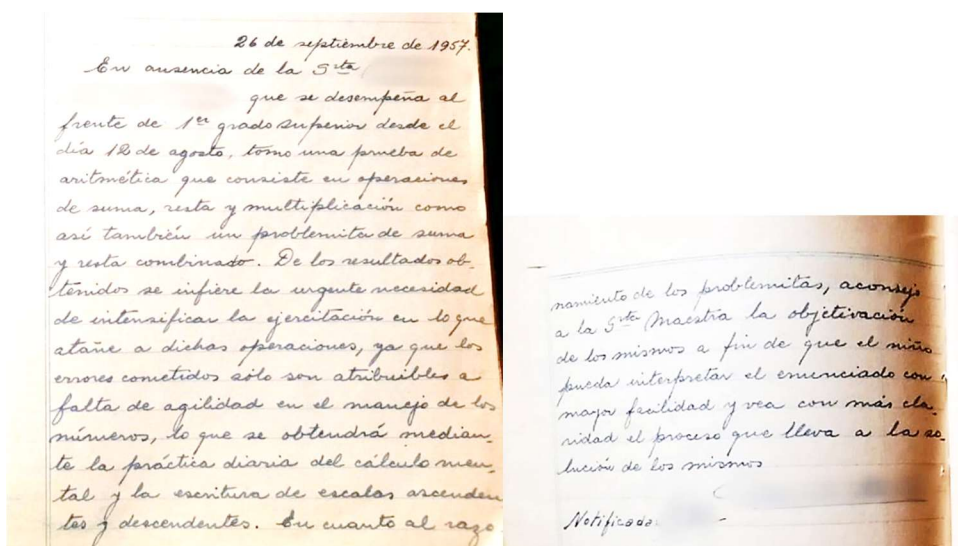 26 de septiembre de 1957.
En ausencia de la Srta
que se desempeña al
frente de 1er grado superior desde el
día 12 de agosto, tomo una prueba de
aritmética que consiste en operaciones
de suma, resta y multiplicación como
así también un problemita de suma
y resta combinado. De los resultados ob-
tenidos se infiere la urgente necesidad
de intensificar la ejercitación en lo que
atañe a dichas operaciones, ya que los
errores cometidos sólo son atribuibles a
falta de agilidad en el manejo de los
números, lo que se obtendrá median-
te la práctica diaria del cálculo men-
tal y la escritura de escalas ascenden
tes y descendentes. En cuanto al razo
namiento de los problemitas, aconsejo
a la Srta Maestra la objetivación
de los mismos a fin de que el niño
pueda interpretar el enunciado con
mayor facilidad y vea con más cla-
ridad el proceso que lleva a la so-
lución de los mismos
Notificada: